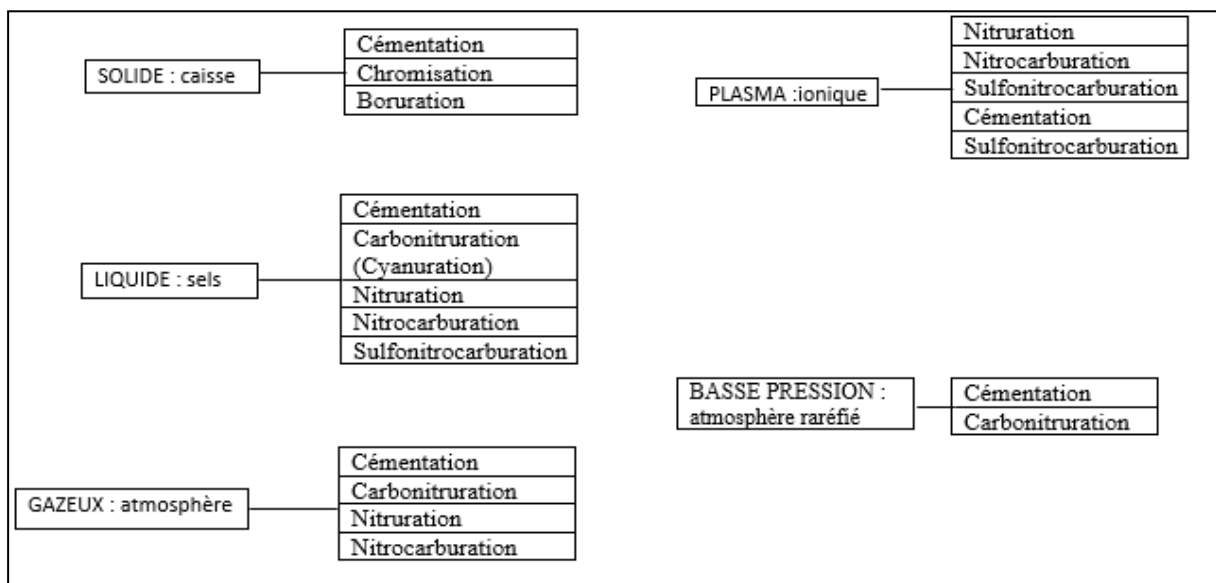 SOLIDE : caisse
Cémentation
Chromisation
Boruration
PLASMA :ionique
Nitruration
Nitrocarburation
Sulfonitrocarburation
Cémentation
Sulfonitrocarburation
LIQUIDE : sels
Cémentation
Carbonitruration
(Cyanuration)
Nitruration
Nitrocarburation
Sulfonitrocarburation
BASSE PRESSION :
atmosphère raréfié
Cémentation
Carbonitruration
GAZEUX : atmosphère
Cémentation
Carbonitruration
Nitruration
Nitrocarburation